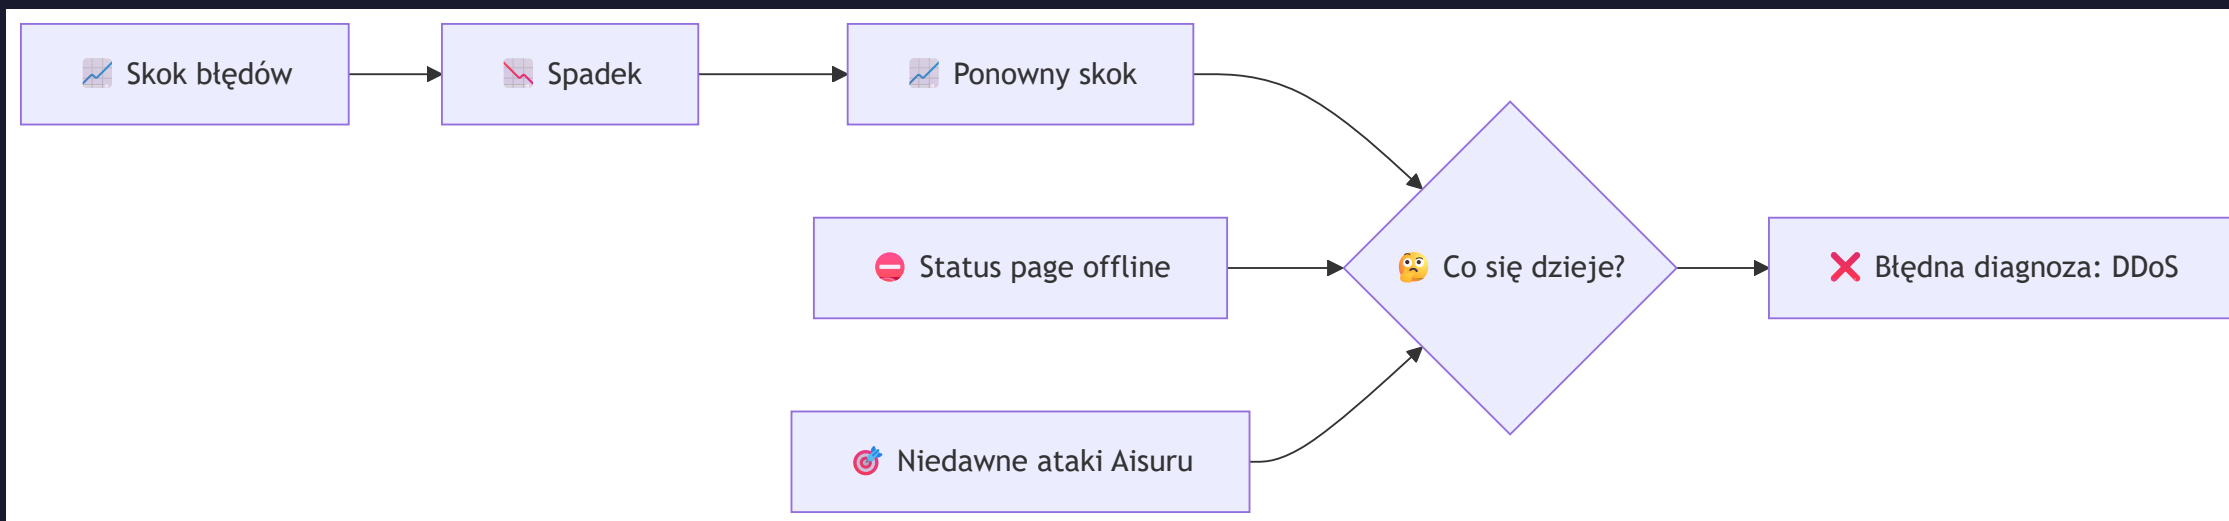 📈 Skok błędów
📉 Spadek
📈 Ponowny skok
⛔ Status page offline
🤔 Co się dzieje?
❌ Błędna diagnoza: DDoS
🎯 Niedawne ataki Aisuru